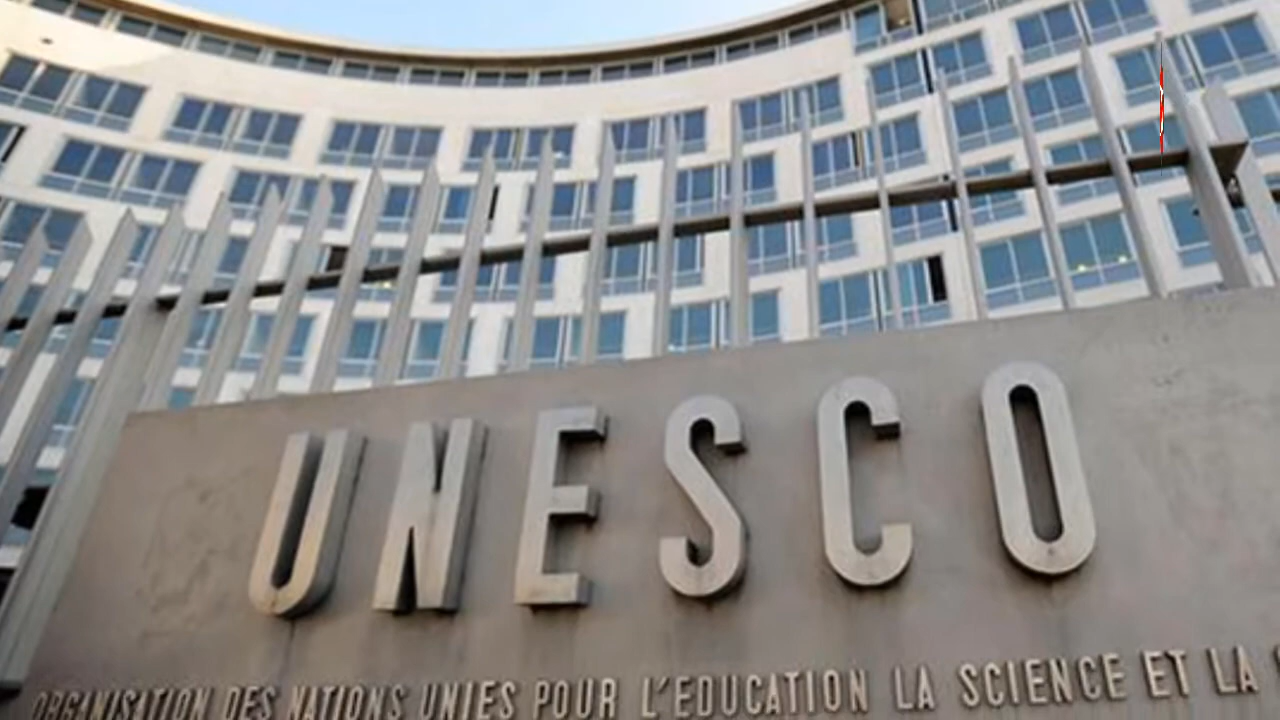 UNESCO
ORGANISATION DES NATIONS UNIES POUR L'EDUCATION LA SCIENCE ET LA